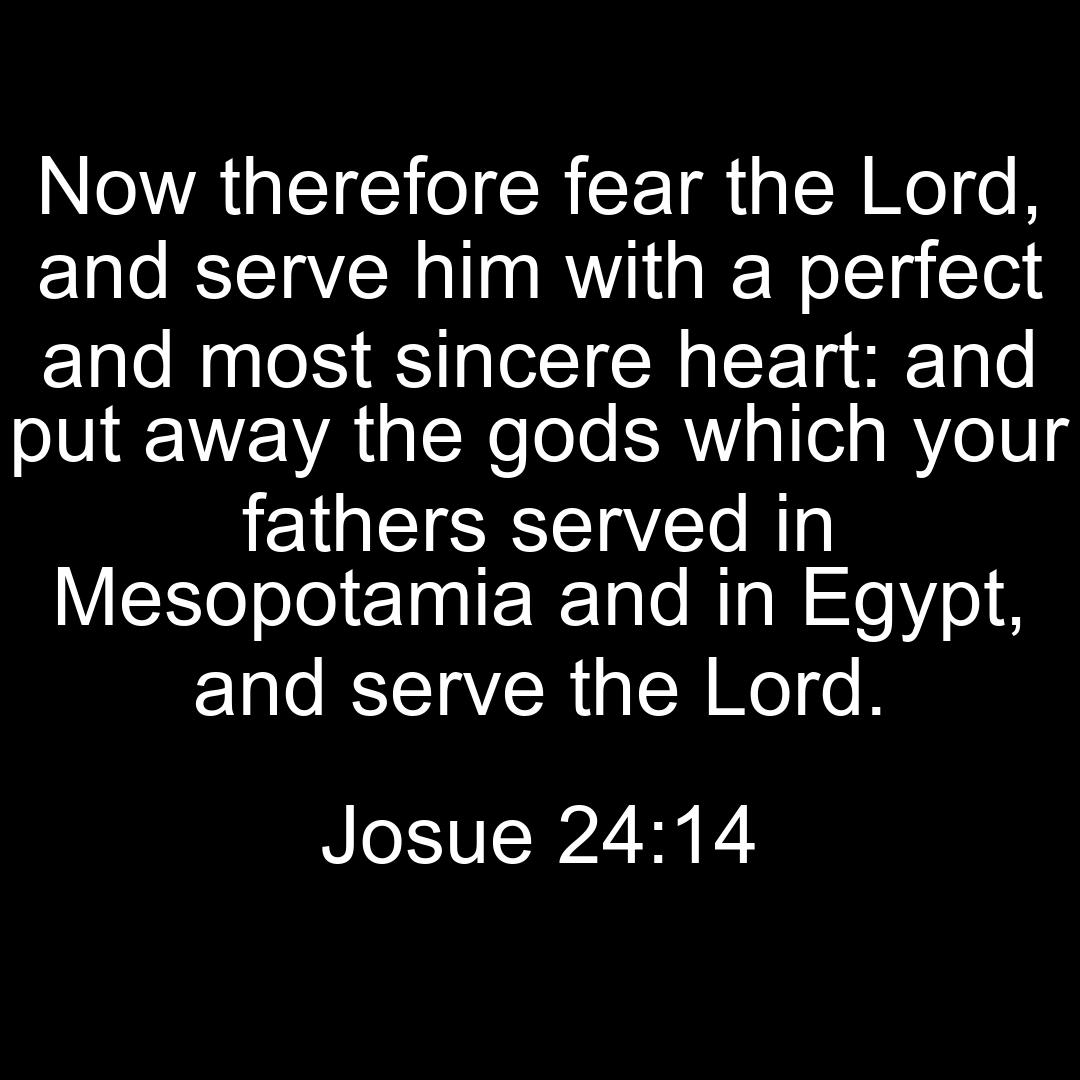 Now therefore fear the Lord,
and serve him with a perfect
and most sincere heart: and
put away the gods which your
fathers served in
Mesopotamia and in Egypt,
and serve the Lord.
Josue 24:14